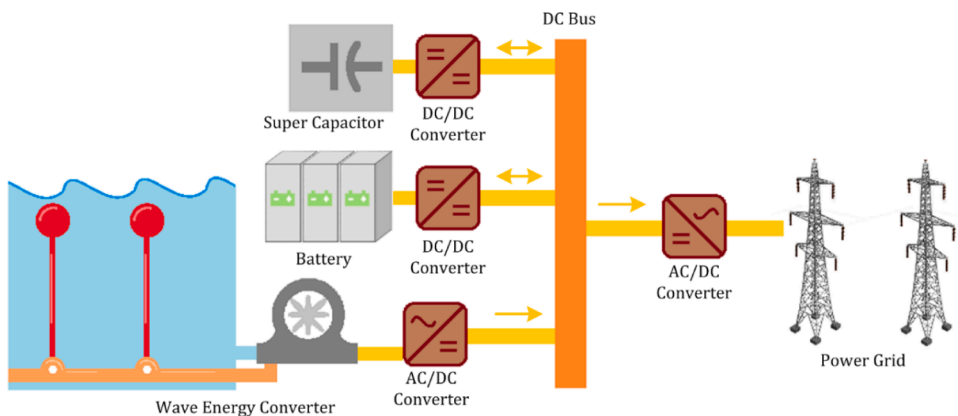 DC Bus
Super Capacitor
DC/DC
Converter
Battery
DC/DC
Converter
AC/DC
Converter
Wave Energy Converter
AC/DC
Converter
Power Grid